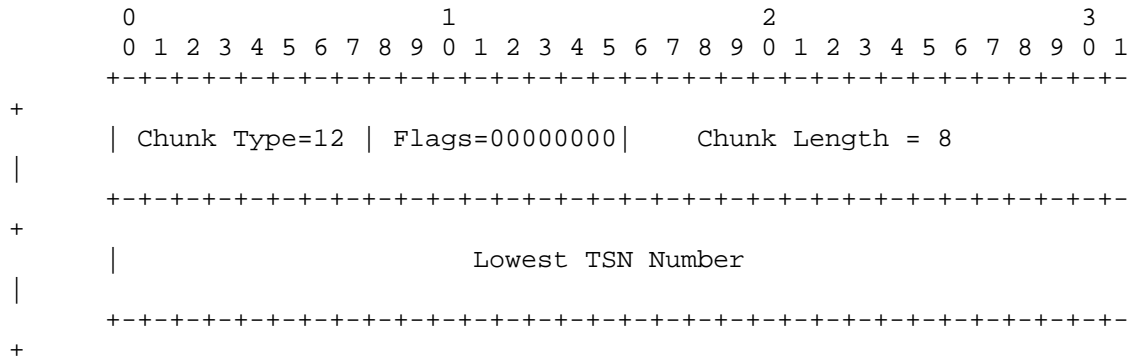 0                   1                   2                   3
0 1 2 3 4 5 6 7 8 9 0 1 2 3 4 5 6 7 8 9 0 1 2 3 4 5 6 7 8 9 0 1
+-+-+-+-+-+-+-+-+-+-+-+-+-+-+-+-+-+-+-+-+-+-+-+-+-+-+-+-+-+-+-+-
+
| Chunk Type=12 | Flags=00000000|    Chunk Length = 8
|
+-+-+-+-+-+-+-+-+-+-+-+-+-+-+-+-+-+-+-+-+-+-+-+-+-+-+-+-+-+-+-+-
+
|                      Lowest TSN Number
|
+-+-+-+-+-+-+-+-+-+-+-+-+-+-+-+-+-+-+-+-+-+-+-+-+-+-+-+-+-+-+-+-
+